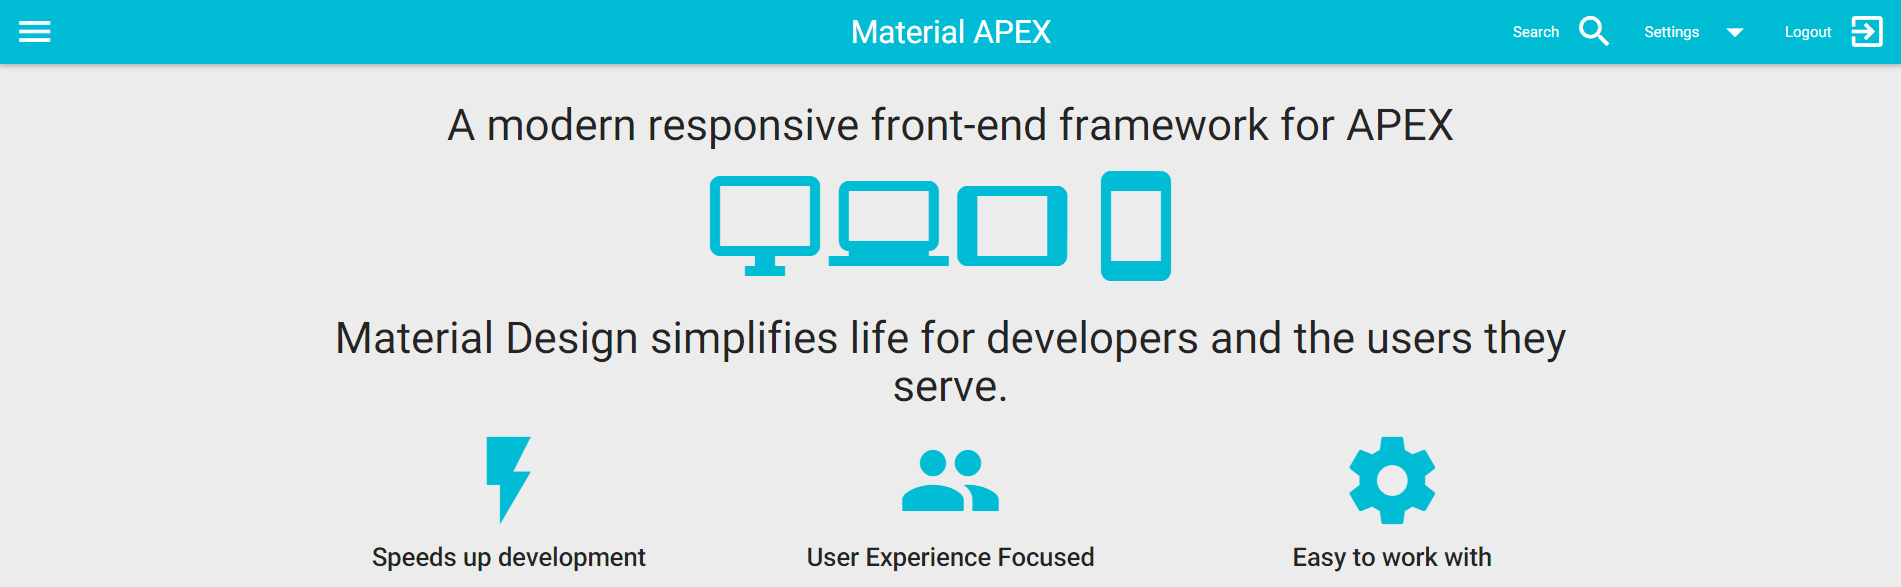 Material APEX
Search
Settings
Logout
A modern responsive front-end framework for APEX
Material Design simplifies life for developers and the users they
serve.
Speeds up development
User Experience Focused
Easy to work with